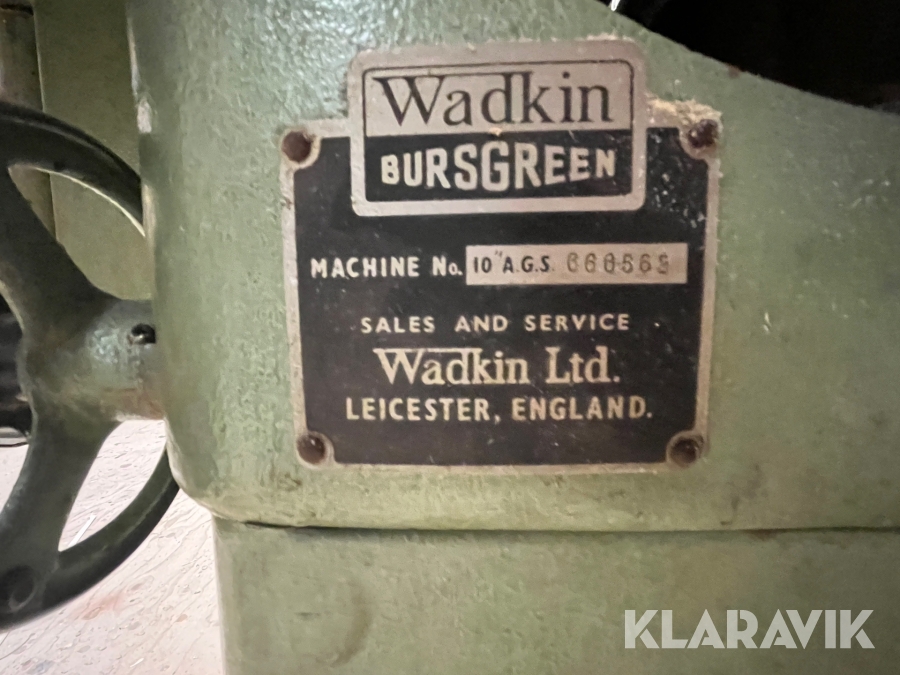 Wadkin
BURSGREEN
MACHINE No. 10"A.G.S.
SALES AND SERVICE
Wadkin Ltd.
LEICESTER, ENGLAND.
KLARAVIK